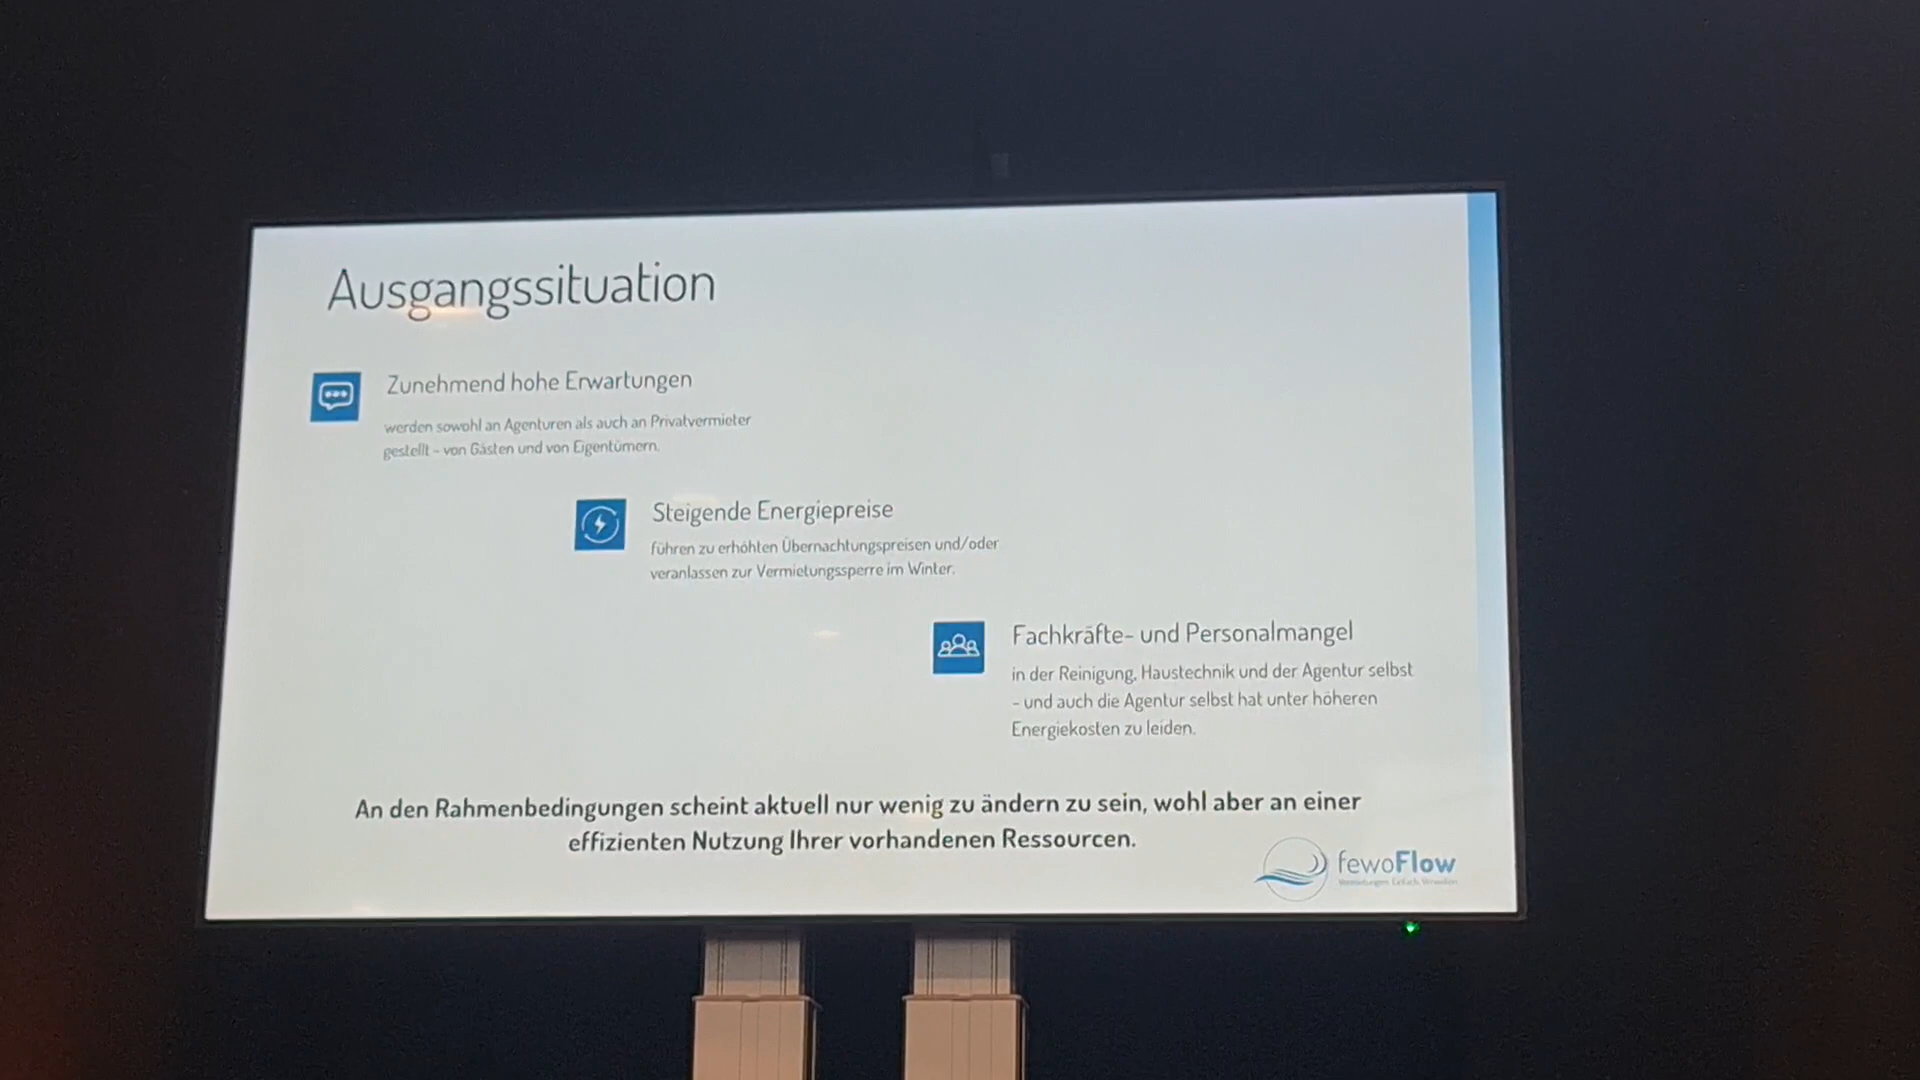 Ausgangssituation
Zunehmend hohe Erwartungen
werden sowohl an Agenturen als auch an Privatvermieter
gestellt - von Gästen und von Eigentümern.
Steigende Energiepreise
führen zu erhöhten Übernachtungspreisen und/oder
veranlassen zur Vermietungssperre im Winter.
Fachkräfte- und Personalmangel
in der Reinigung, Haustechnik und der Agentur selbst
- und auch die Agentur selbst hat unter höheren
Energiekosten zu leiden.
An den Rahmenbedingungen scheint aktuell nur wenig zu ändern zu sein, wohl aber an einer
effizienten Nutzung Ihrer vorhandenen Ressourcen.
fewoFlow
Vermietungen. Einfach. Verwalten.